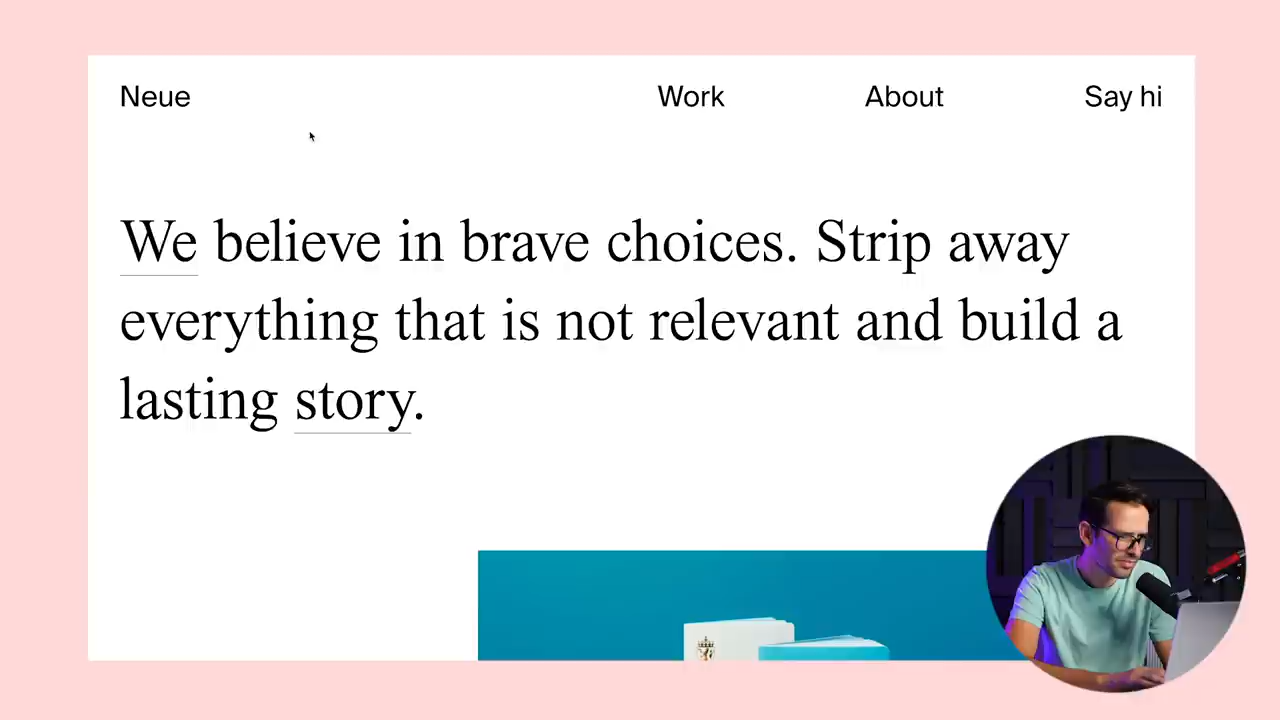 Neue Work About Say hi
We believe in brave choices. Strip away
everything that is not relevant and build a
lasting story.